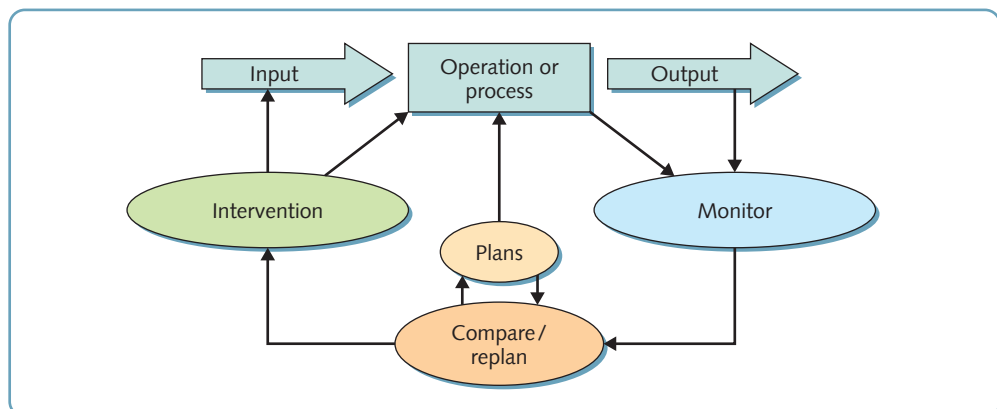 Input
Operation or
process
Output
Intervention
Monitor
Plans
Compare/
replan